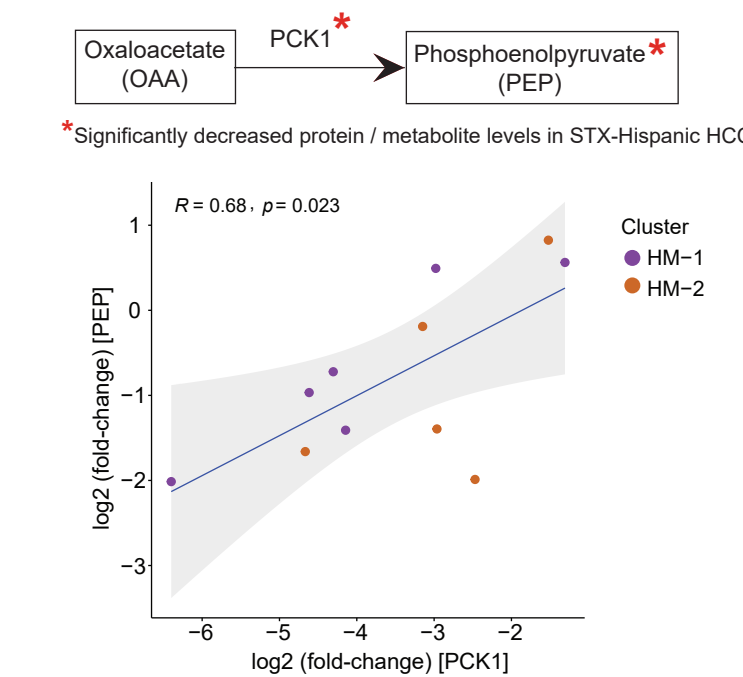 PCK1*
Oxaloacetate
(OAA)
Phosphoenolpyruvate*
(PEP)
*Significantly decreased protein / metabolite levels in STX-Hispanic HCC
R = 0.68, p = 0.023
Cluster
HM−1
HM−2
1
0
−1
−2
−3
log2 (fold-change) [PEP]
−6 −5 −4 −3 −2
log2 (fold-change) [PCK1]